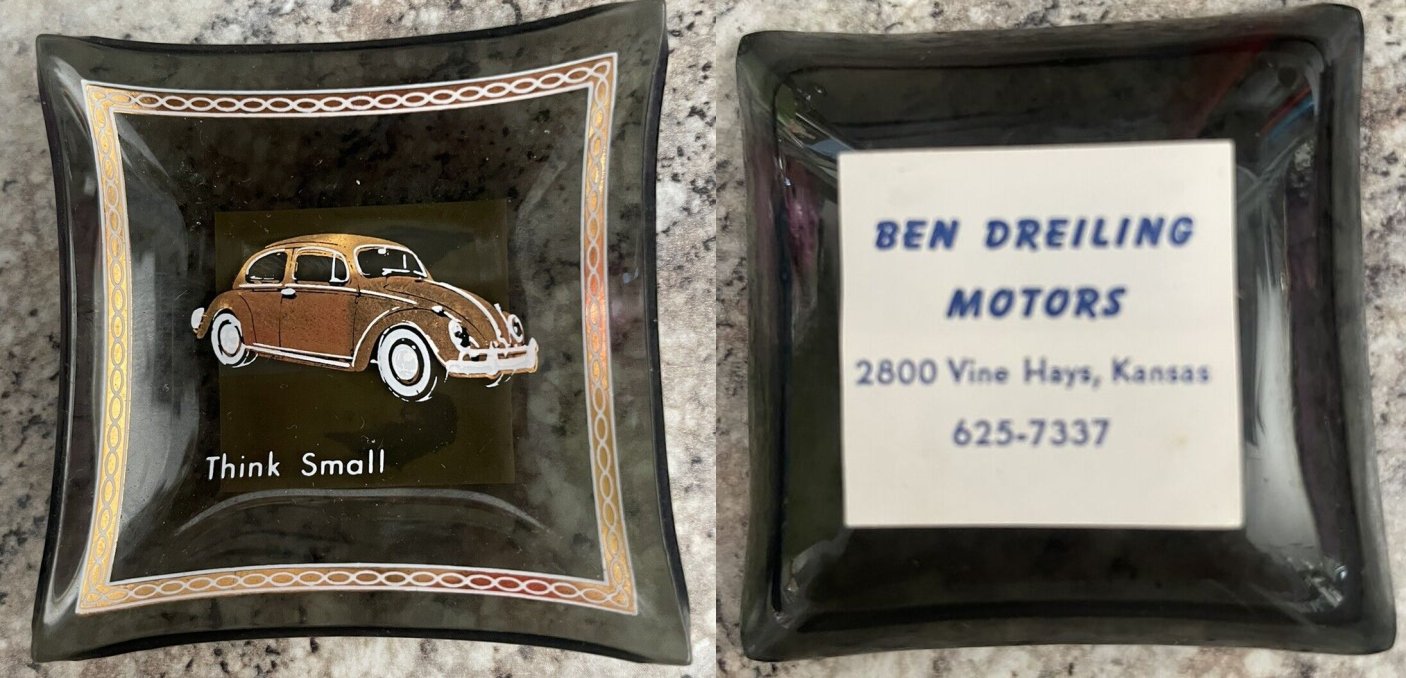 Think Small
BEN DREILING
MOTORS
2800 Vine Hays, Kansas
625-7337